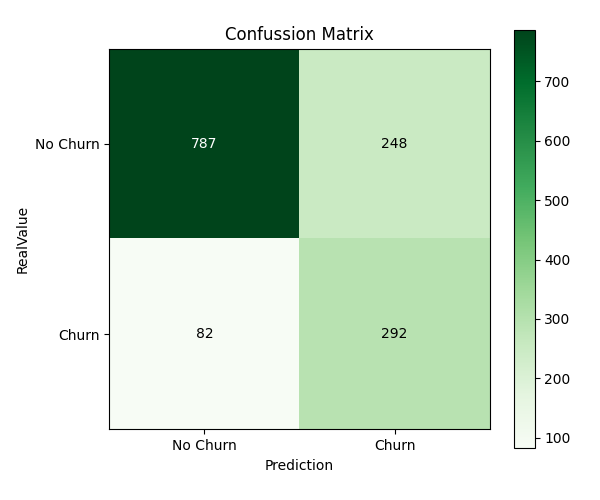 Confussion Matrix
No Churn
787
248
Churn
82
292
No Churn
Churn
Prediction
RealValue
700
600
500
400
300
200
100